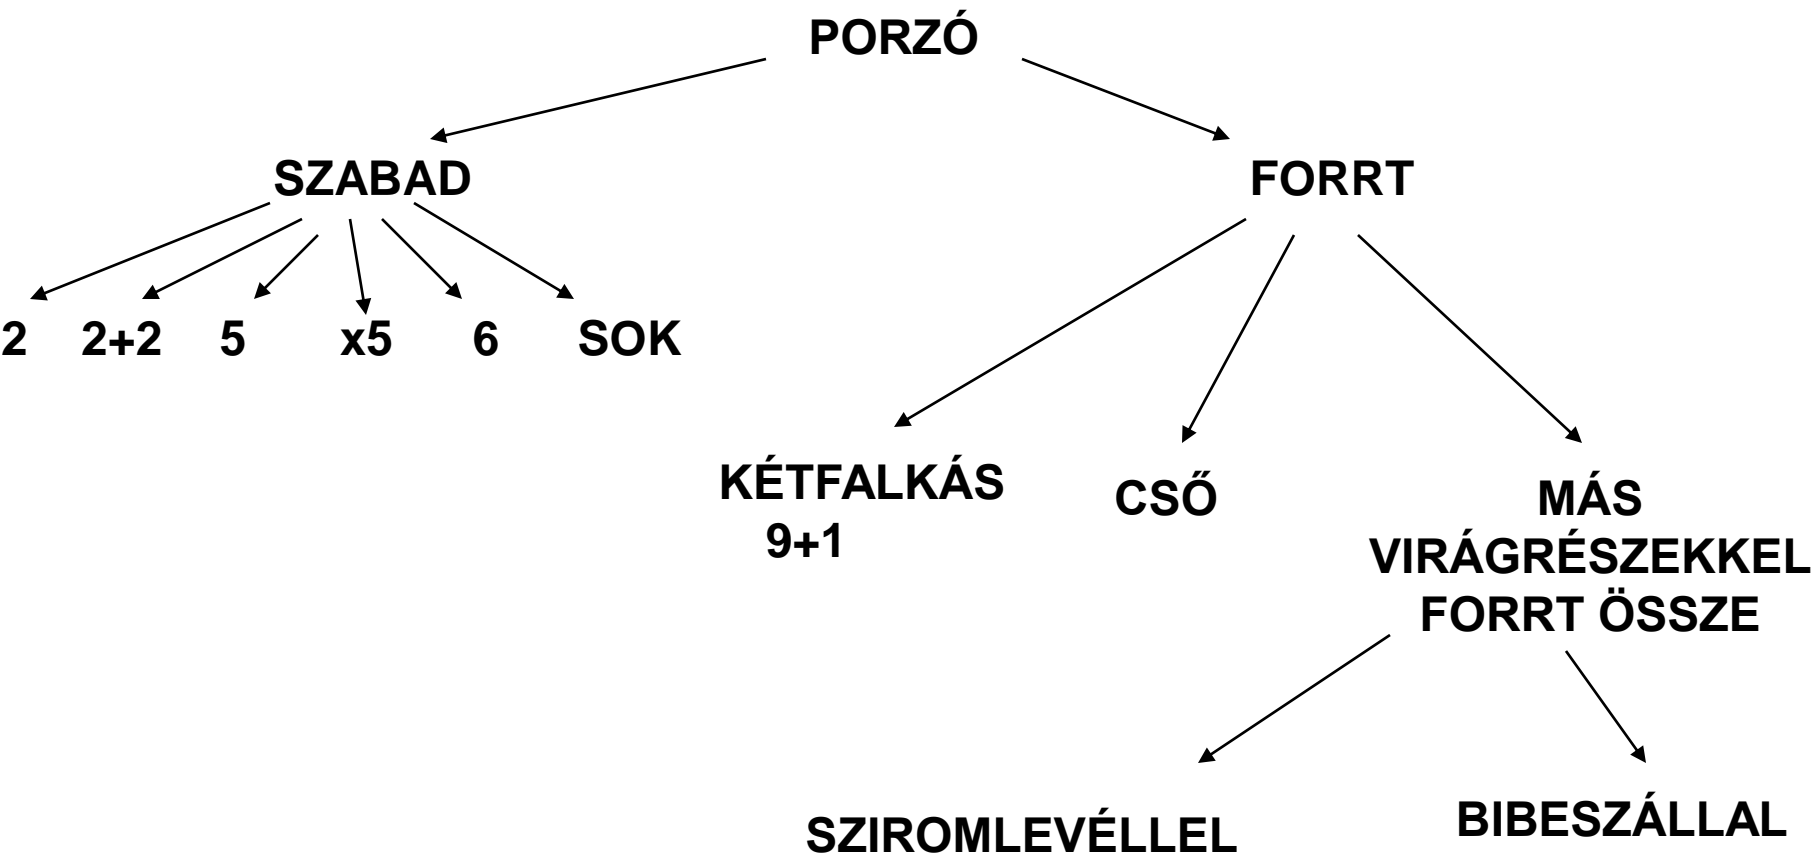 PORZÓ
SZABAD
FORRT
2 2+2 5 x5 6 SOK
KÉTFALKÁS
9+1
CSŐ
MÁS
VIRÁGRÉSZEKKEL
FORRT ÖSSZE
SZIROMLEVÉLLEL
BIBESZÁLLAL